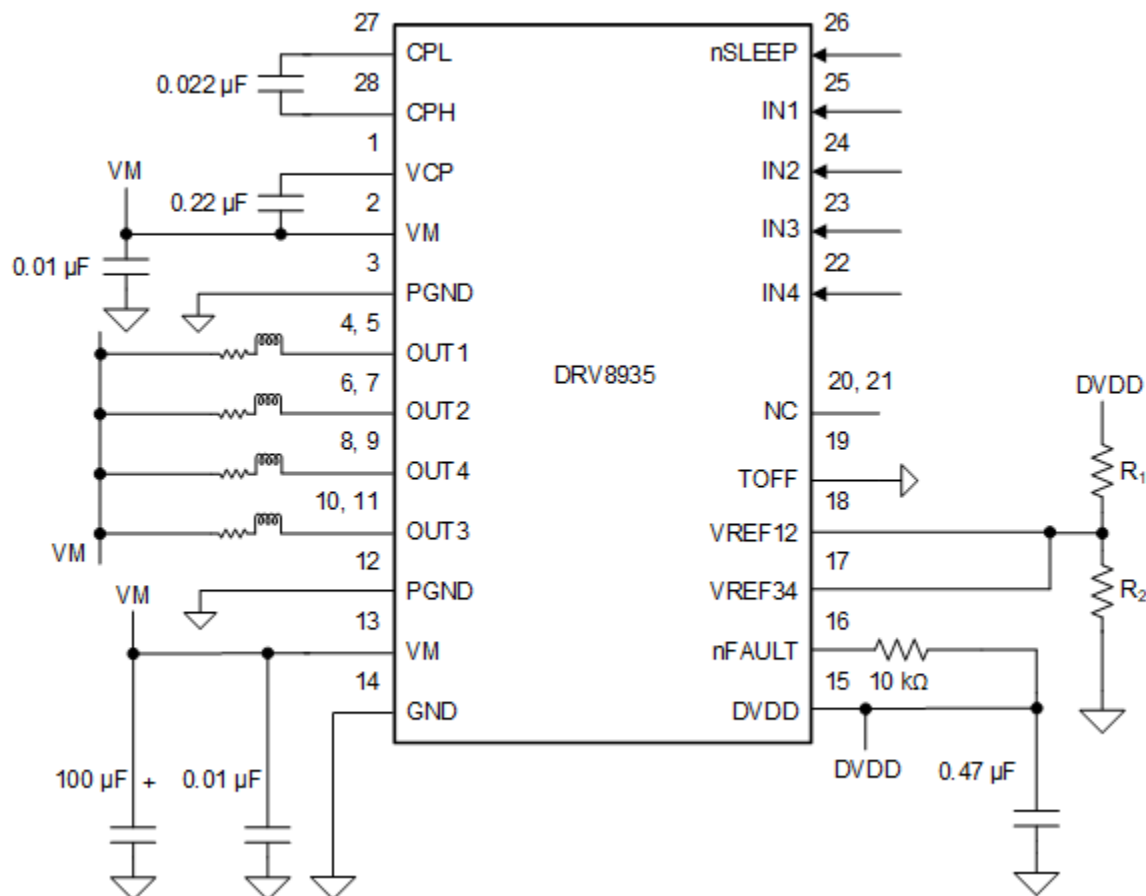 27
26
CPL
nSLEEP
0.022 µF
28
25
CPH
IN1
1
24
VM
VCP
IN2
0.22 µF
2
23
VM
IN3
0.01 µF
3
22
PGND
IN4
4, 5
OUT1
DRV8935
6, 7
20, 21
DVDD
OUT2
NC
8, 9
19
OUT4
TOFF
R1
10, 11
18
VM
OUT3
VREF12
12
17
VM
PGND
VREF34
R2
13
16
VM
nFAULT
14
15
10 kΩ
GND
DVDD
100 µF +
0.01 µF
DVDD
0.47 µF